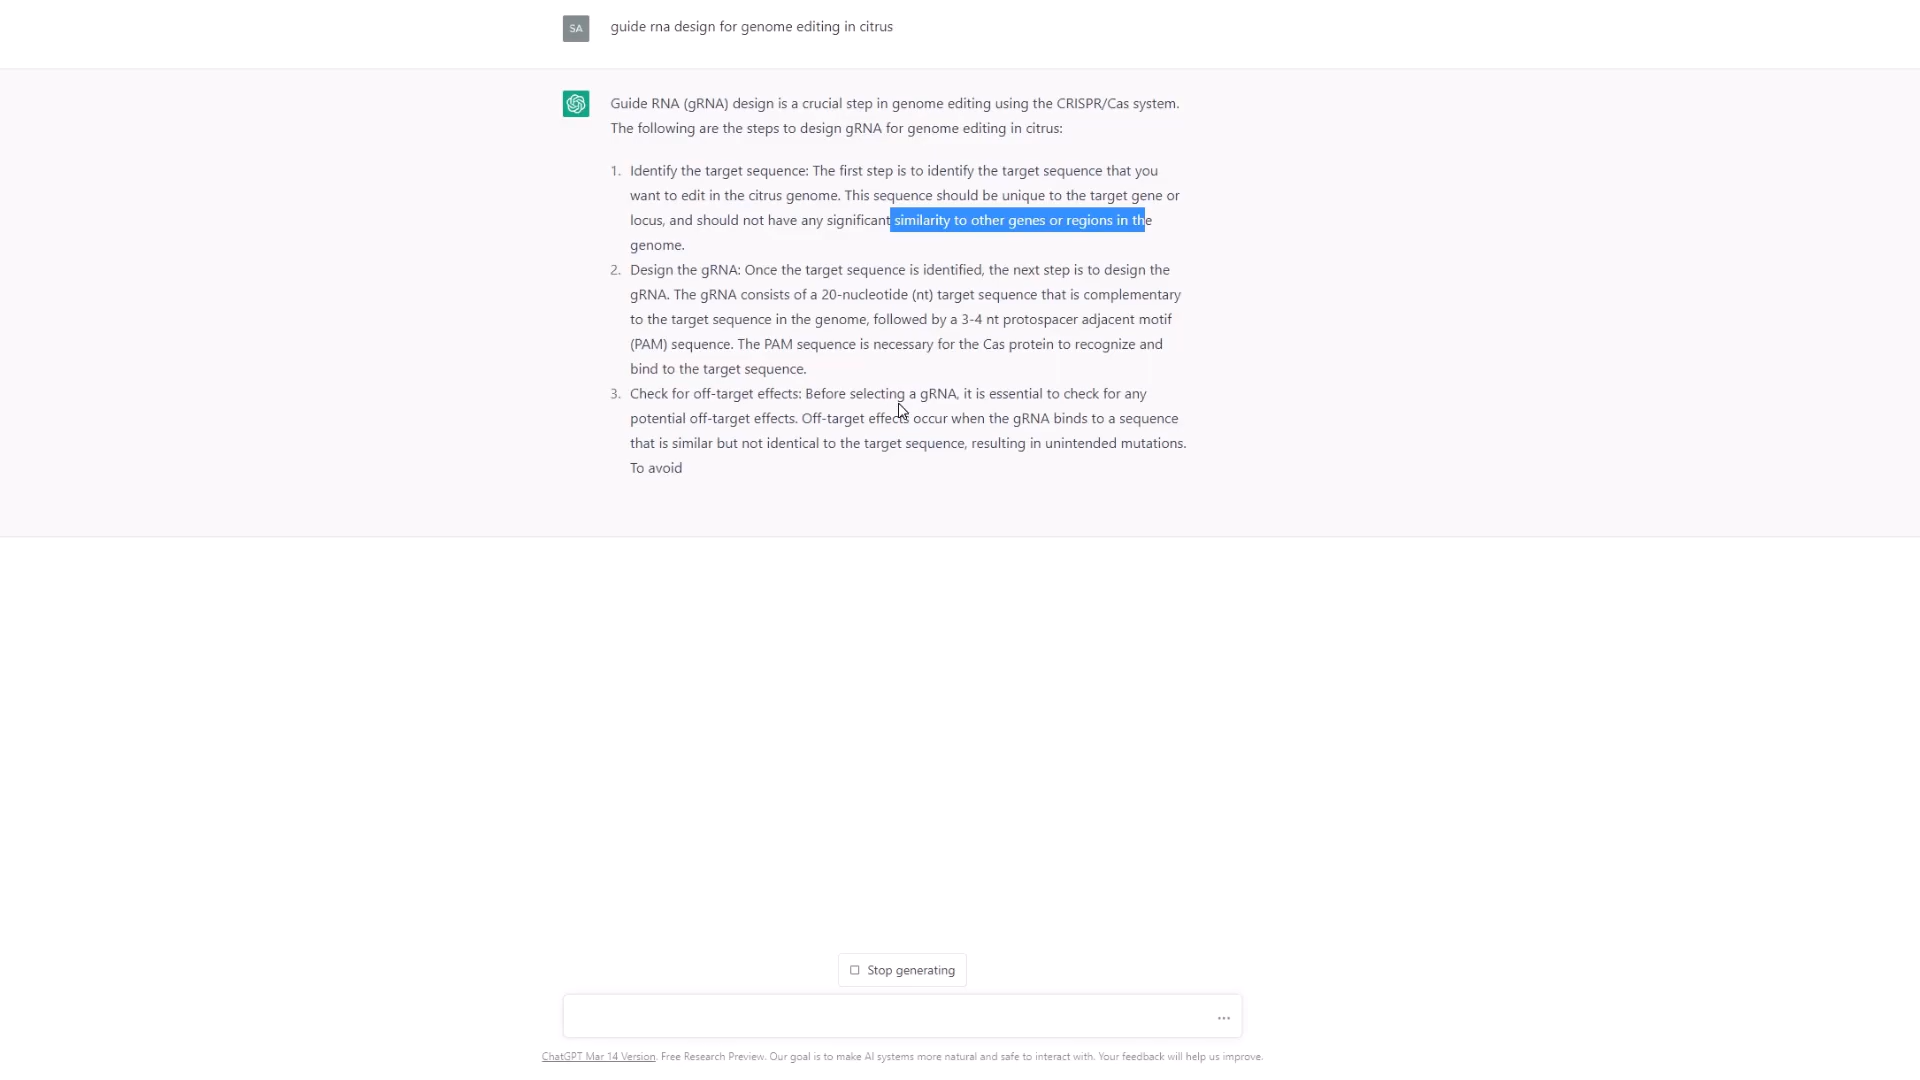 SA
guide rna design for genome editing in citrus
Guide RNA (gRNA) design is a crucial step in genome editing using the CRISPR/Cas system.
The following are the steps to design gRNA for genome editing in citrus:
1. Identify the target sequence: The first step is to identify the target sequence that you
want to edit in the citrus genome. This sequence should be unique to the target gene or
locus, and should not have any significant similarity to other genes or regions in the
genome.
2. Design the gRNA: Once the target sequence is identified, the next step is to design the
gRNA. The gRNA consists of a 20-nucleotide (nt) target sequence that is complementary
to the target sequence in the genome, followed by a 3-4 nt protospacer adjacent motif
(PAM) sequence. The PAM sequence is necessary for the Cas protein to recognize and
bind to the target sequence.
3. Check for off-target effects: Before selecting a gRNA, it is essential to check for any
potential off-target effects. Off-target effects occur when the gRNA binds to a sequence
that is similar but not identical to the target sequence, resulting in unintended mutations.
To avoid
Stop generating
ChatGPT Mar 14 Version. Free Research Preview. Our goal is to make AI systems more natural and safe to interact with. Your feedback will help us improve.